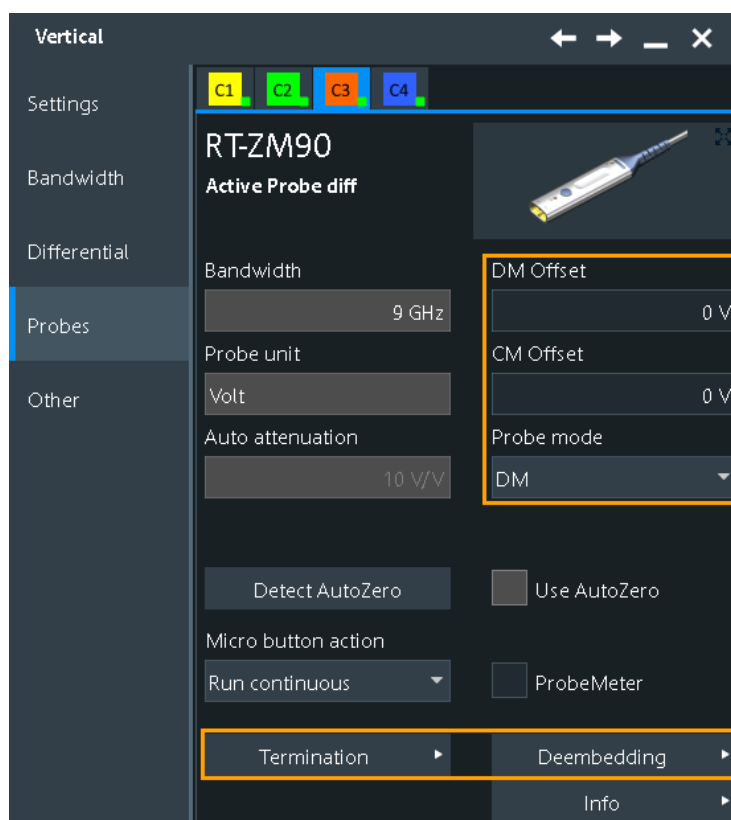 Vertical
Settings
Bandwidth
Differential
Probes
Other
C1 C2 C3 C4
RT-ZM90
Active Probe diff
Bandwidth
9 GHz
DM Offset
0 V
Probe unit
Volt
CM Offset
0 V
Auto attenuation
10 V/V
Probe mode
DM
Detect AutoZero
Use AutoZero
Micro button action
Run continuous
ProbeMeter
Termination
Deembedding
Info